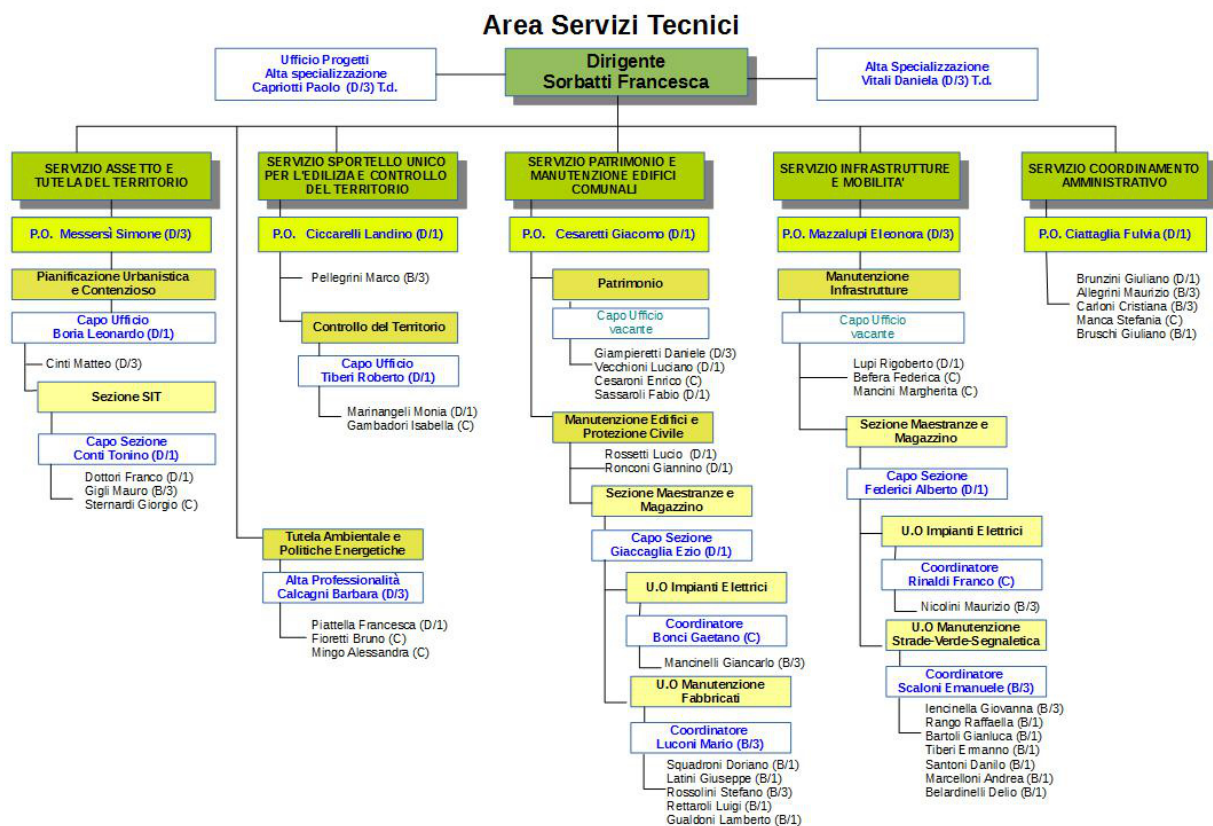 Area Servizi Tecnici
Ufficio Progetti
Alta specializzazione
Capriotti Paolo (D/3) T.d.
Dirigente
Sorbatti Francesca
Alta Specializzazione
Vitali Daniela (D/3) T.d.
SERVIZIO ASSETTO E
TUTELA DEL TERRITORIO
P.O. Messersì Simone (D/3)
Pianificazione Urbanistica
e Contenzioso
Capo Ufficio
Boria Leonardo (D/1)
Cinti Matteo (D/3)
Sezione SIT
Capo Sezione
Conti Tonino (D/1)
Dottori Franco (D/1)
Gigli Mauro (B/3)
Sternardi Giorgio (C)
SERVIZIO SPORTELLO UNICO
PER L'EDILIZIA E CONTROLLO
DEL TERRITORIO
P.O. Ciccarelli Landino (D/1)
Pellegrini Marco (B/3)
Controllo del Territorio
Capo Ufficio
Tiberi Roberto (D/1)
Marinangeli Monia (D/1)
Gambadori Isabella (C)
Tutela Ambientale e
Politiche Energetiche
Alta Professionalità
Calcagni Barbara (D/3)
Piattella Francesca (D/1)
Fioretti Bruno (C)
Mingo Alessandra (C)
SERVIZIO PATRIMONIO E
MANUTENZIONE EDIFICI
COMUNALI
P.O. Cesaretti Giacomo (D/1)
Patrimonio
Capo Ufficio
vacante
Giampieretti Daniele (D/3)
Vecchioni Luciano (D/1)
Cesaroni Enrico (C)
Sassaroli Fabio (D/1)
Manutenzione Edifici e
Protezione Civile
Rossetti Lucio (D/1)
Ronconi Giannino (D/1)
Sezione Maestranze e
Magazzino
Capo Sezione
Giaccaglia Ezio (D/1)
U.O Impianti Elettrici
Coordinatore
Bonci Gaetano (C)
Mancinelli Giancarlo (B/3)
U.O Manutenzione
Fabbricati
Coordinatore
Luconi Mario (B/3)
Squadroni Doriano (B/1)
Latini Giuseppe (B/1)
Rossolini Stefano (B/3)
Rettaroli Luigi (B/1)
Gualdoni Lamberto (B/1)
SERVIZIO INFRASTRUTTURE
E MOBILITA'
P.O. Mazzalupi Eleonora (D/3)
Manutenzione
Infrastrutture
Capo Ufficio
vacante
Lupi Rigoberto (D/1)
Befera Federica (C)
Mancini Margherita (C)
Sezione Maestranze e
Magazzino
Capo Sezione
Federici Alberto (D/1)
U.O Impianti Elettrici
Coordinatore
Rinaldi Franco (C)
Nicolini Maurizio (B/3)
U.O Manutenzione
Strade-Verde-Segnaletica
Coordinatore
Scaloni Emanuele (B/3)
Iencinella Giovanna (B/3)
Rango Raffaella (B/1)
Bartoli Gianluca (B/1)
Tiberi Ermanno (B/1)
Santoni Danilo (B/1)
Marcelloni Andrea (B/1)
Belardinelli Delio (B/1)
SERVIZIO COORDINAMENTO
AMMINISTRATIVO
P.O. Ciattaglia Fulvia (D/1)
Brunzini Giuliano (D/1)
Allegrini Maurizio (B/3)
Carloni Cristiana (B/3)
Manca Stefania (C)
Bruschi Giuliano (B/1)